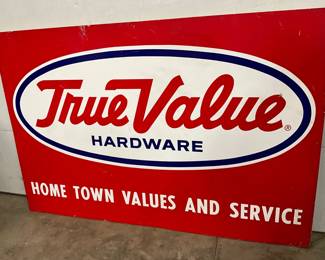 True Value®
HARDWARE
HOME TOWN VALUES AND SERVICE